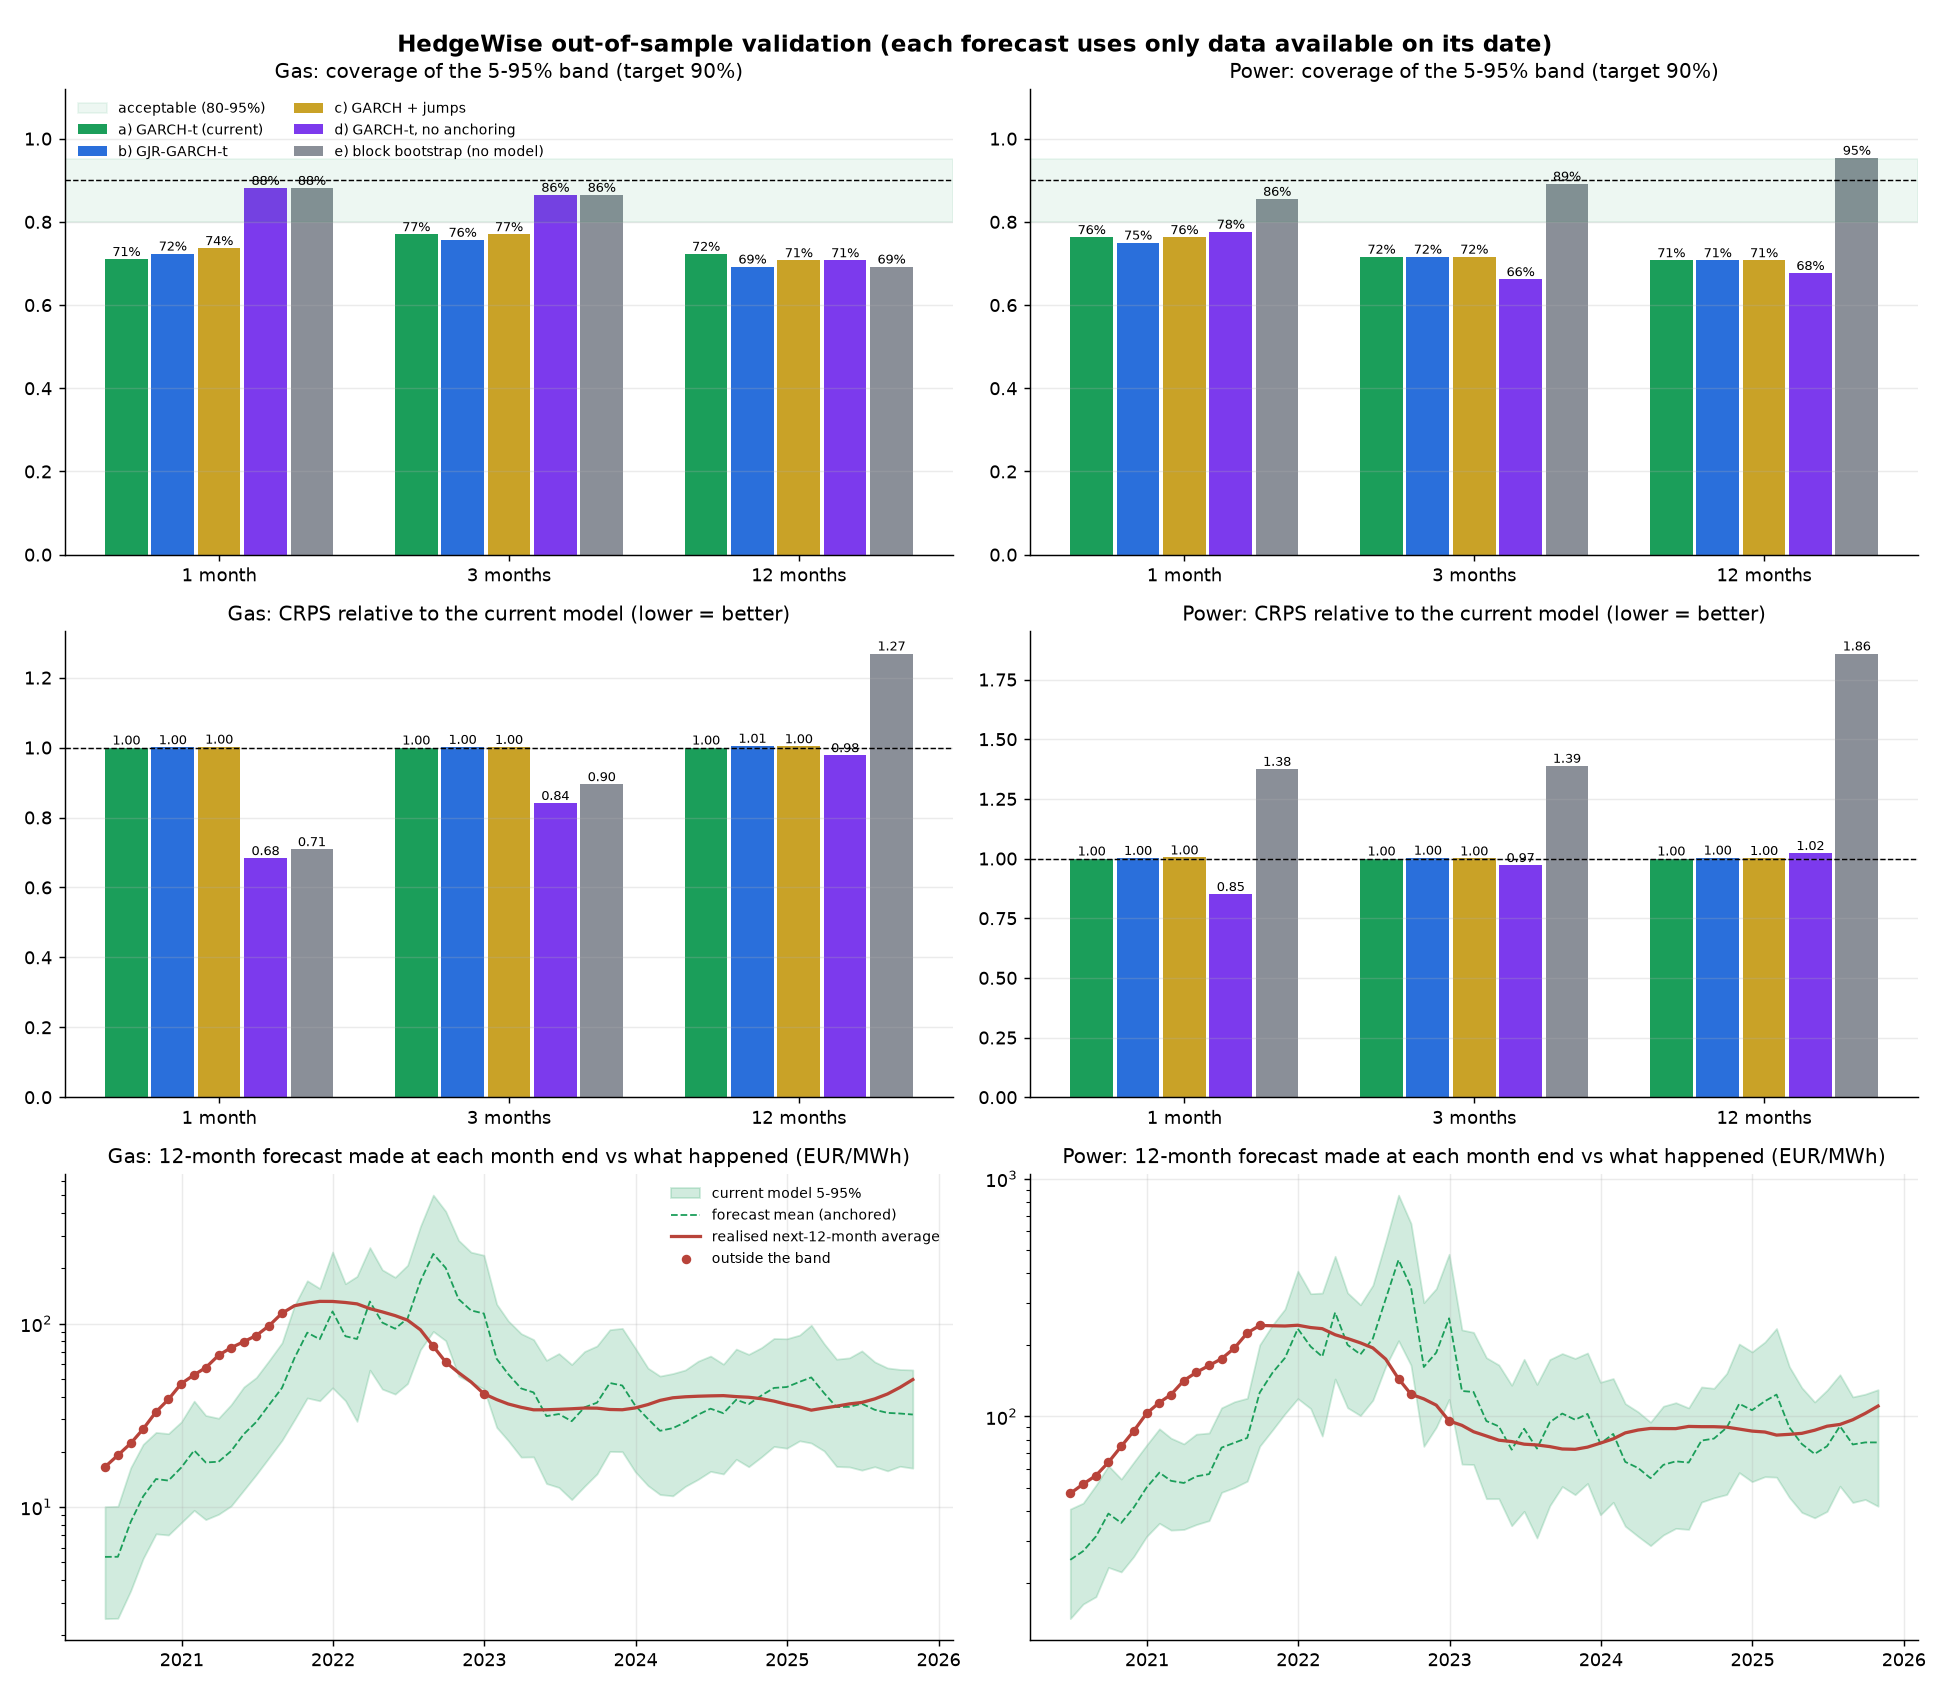 HedgeWise out-of-sample validation (each forecast uses only data available on its date)
Gas: coverage of the 5-95% band (target 90%)
acceptable (80-95%)
a) GARCH-t (current)
b) GJR-GARCH-t
c) GARCH + jumps
d) GARCH-t, no anchoring
e) block bootstrap (no model)
1.0
0.8
0.6
0.4
0.2
0.0
71% 72% 74% 88% 88%
77% 76% 77% 86% 86%
72% 69% 71% 71% 69%
1 month 3 months 12 months
Power: coverage of the 5-95% band (target 90%)
1.0
0.8
0.6
0.4
0.2
0.0
76% 75% 76% 78% 86%
72% 72% 72% 66% 89%
71% 71% 71% 68% 95%
1 month 3 months 12 months
Gas: CRPS relative to the current model (lower = better)
1.2
1.0
0.8
0.6
0.4
0.2
0.0
1.00 1.00 1.00 0.68 0.71
1.00 1.00 1.00 0.84 0.90
1.00 1.01 1.00 0.98 1.27
1 month 3 months 12 months
Power: CRPS relative to the current model (lower = better)
1.75
1.50
1.25
1.00
0.75
0.50
0.25
0.00
1.00 1.00 1.00 0.85 1.38
1.00 1.00 1.00 0.97 1.39
1.00 1.00 1.00 1.02 1.86
1 month 3 months 12 months
Gas: 12-month forecast made at each month end vs what happened (EUR/MWh)
current model 5-95%
forecast mean (anchored)
realised next-12-month average
outside the band
10²
10¹
2021 2022 2023 2024 2025 2026
Power: 12-month forecast made at each month end vs what happened (EUR/MWh)
10³
10²
2021 2022 2023 2024 2025 2026